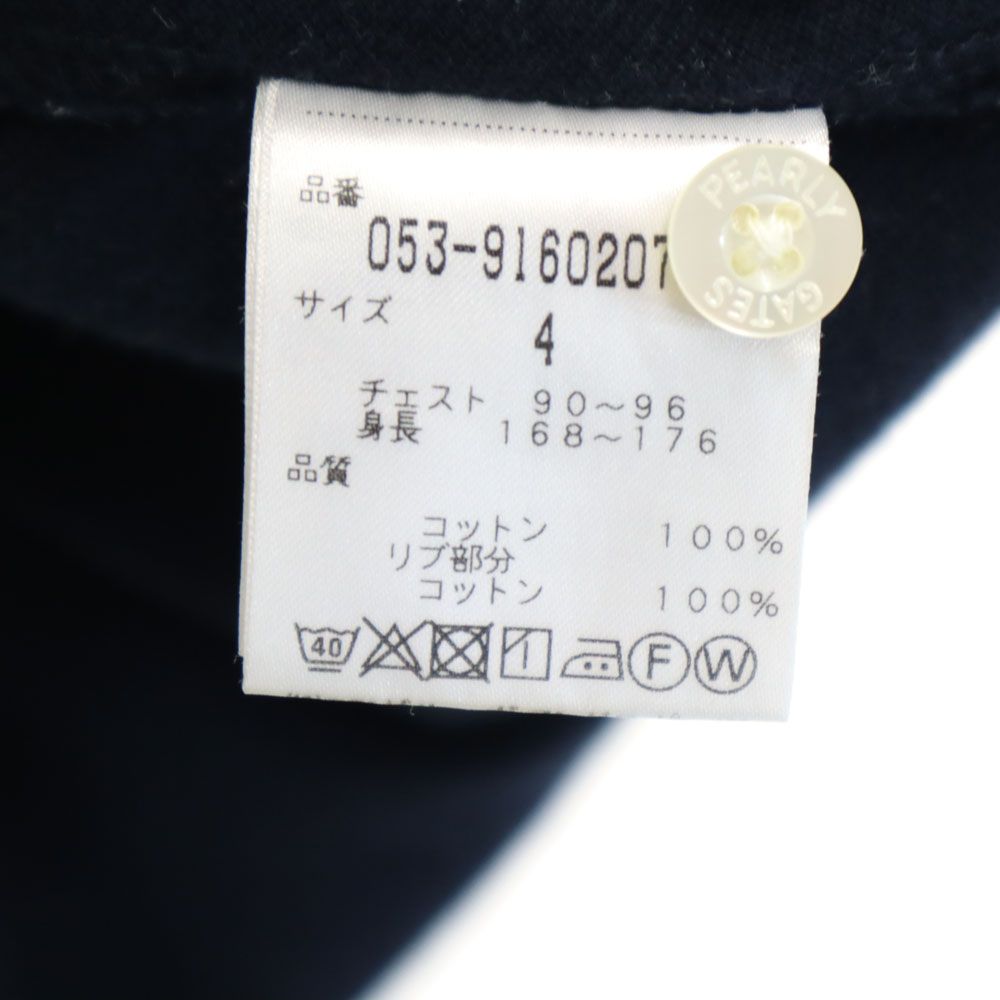 品番
PEARLY
GATES
053-9160207
サイズ
4
チェスト 90～96
身長 168～176
品質
コットン 100%
リブ部分
コットン 100%
40
F W